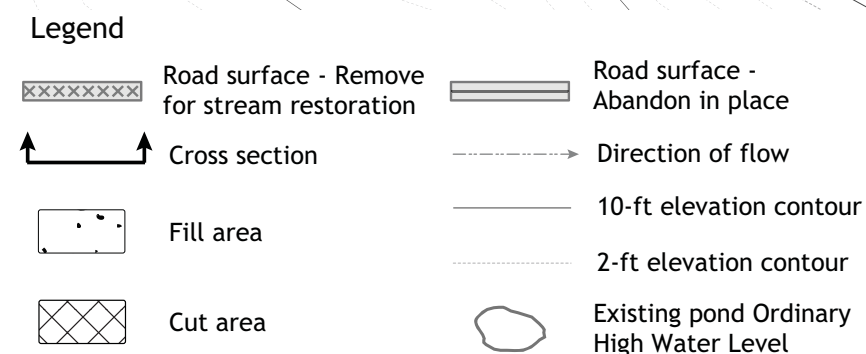 Legend
Road surface - Remove
for stream restoration
Cross section
Fill area
Cut area
Road surface -
Abandon in place
Direction of flow
10-ft elevation contour
2-ft elevation contour
Existing pond Ordinary
High Water Level